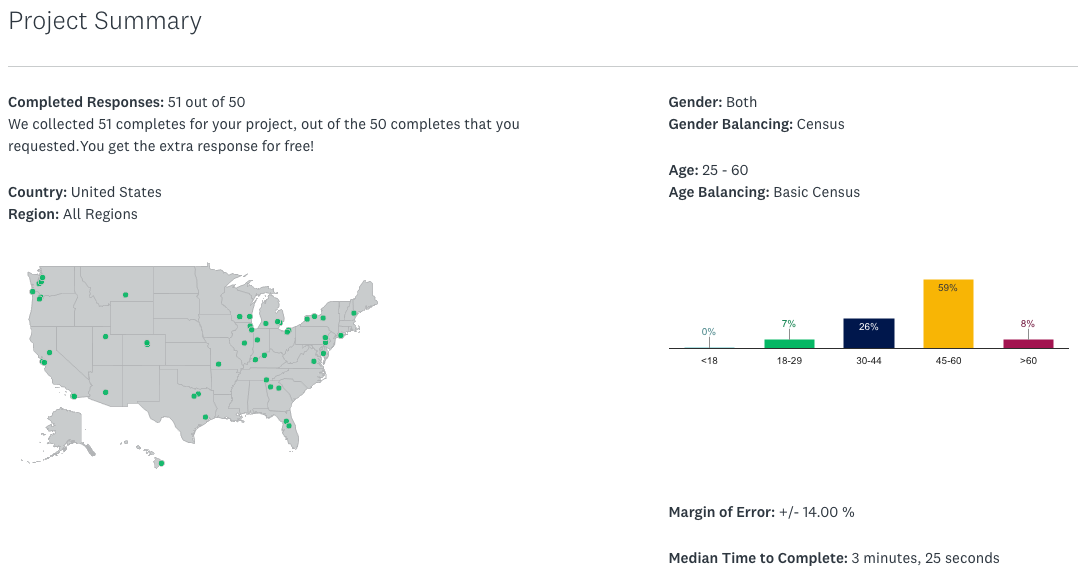 Project Summary
Completed Responses: 51 out of 50
We collected 51 completes for your project, out of the 50 completes that you
requested.You get the extra response for free!
Country: United States
Region: All Regions
Gender: Both
Gender Balancing: Census
Age: 25 - 60
Age Balancing: Basic Census
0%
7%
26%
59%
8%
<18
18-29
30-44
45-60
>60
Margin of Error: +/- 14.00 %
Median Time to Complete: 3 minutes, 25 seconds